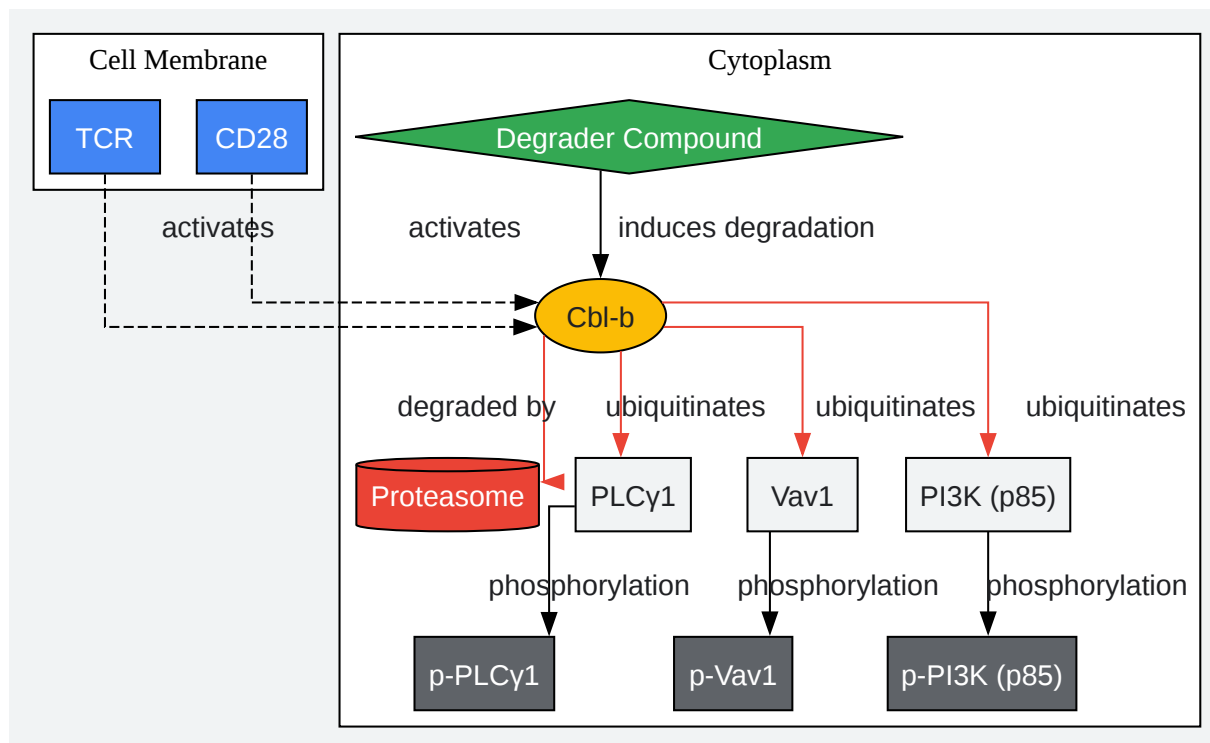 Cell Membrane
Cytoplasm
TCR
CD28
Degrader Compound
activates
activates
induces degradation
Cbl-b
degraded by
ubiquitinates
ubiquitinates
ubiquitinates
Proteasome
PLCγ1
Vav1
PI3K (p85)
phosphorylation
phosphorylation
phosphorylation
p-PLCγ1
p-Vav1
p-PI3K (p85)